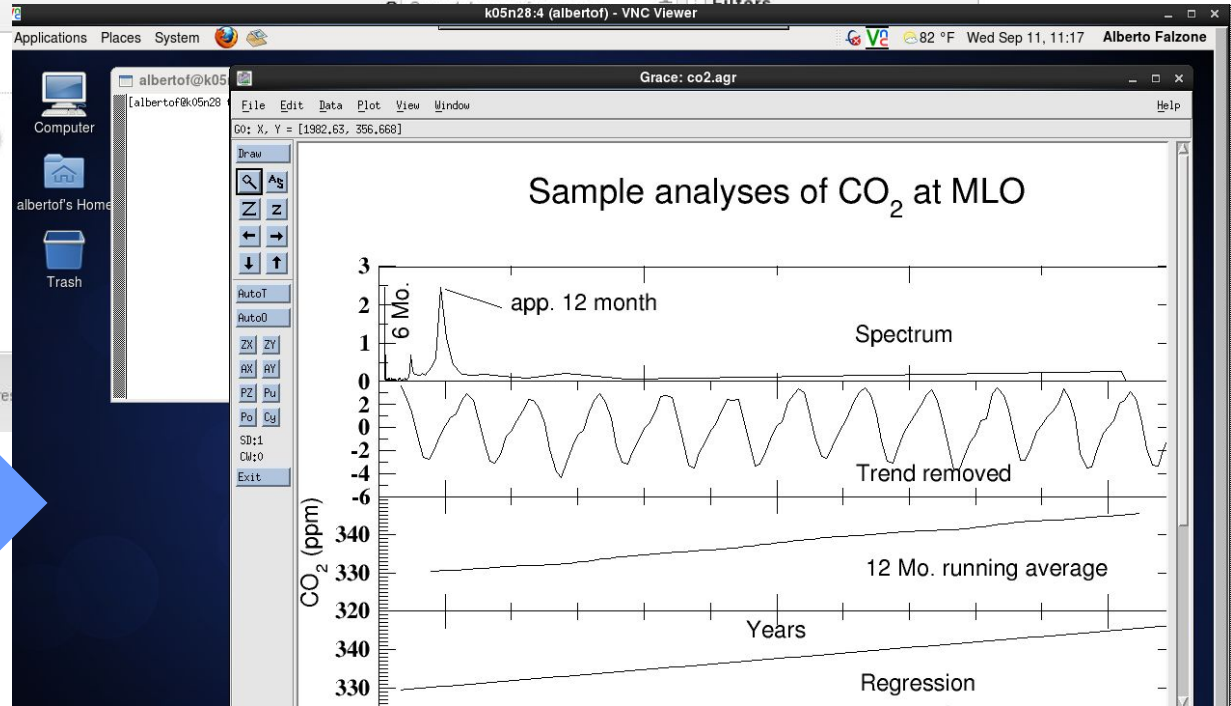 k05n28:4 (albertof) - VNC Viewer
Applications Places System 82 °F Wed Sep 11, 11:17 Alberto Falzone
Computer
albertof's Home
Trash
albertof@k05
[albertof@k05n28
Grace: co2.agr
File Edit Data Plot View Window Help
G0: X, Y = [1982.63, 356.668]
Draw
AS
Z z
AutoT
AutoO
ZX ZY
AX AY
PZ Pu
Po Cy
SD:1
CW:0
Exit
Sample analyses of CO2 at MLO
3
2
1
0
6 Mo.
app. 12 month
Spectrum
2
0
-2
-4
-6
Trend removed
CO2 (ppm)
340
330
320
12 Mo. running average
Years
340
330
Regression